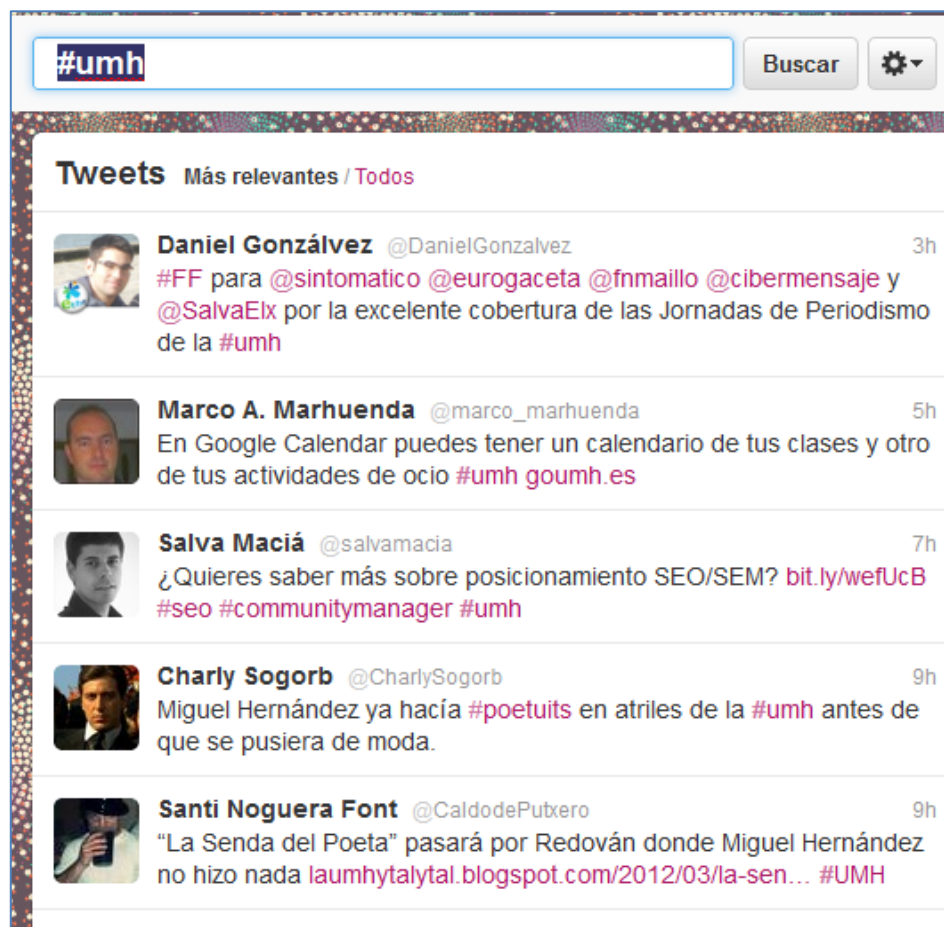 #umh
Buscar
Tweets Más relevantes / Todos
Daniel Gonzálvez @DanielGonzalvez 3h
#FF para @sintomatico @eurogaceta @fnmaillo @cibermensaje y
@SalvaElx por la excelente cobertura de las Jornadas de Periodismo
de la #umh
Marco A. Marhuenda @marco_marhuenda 5h
En Google Calendar puedes tener un calendario de tus clases y otro
de tus actividades de ocio #umh goumh.es
Salva Maciá @salvamacia 7h
¿Quieres saber más sobre posicionamiento SEO/SEM? bit.ly/wefUcB
#seo #communitymanager #umh
Charly Sogorb @CharlySogorb 9h
Miguel Hernández ya hacía #poetuits en atriles de la #umh antes de
que se pusiera de moda.
Santi Noguera Font @CaldodePutxero 9h
“La Senda del Poeta” pasará por Redován donde Miguel Hernández
no hizo nada laumhytalytal.blogspot.com/2012/03/la-sen... #UMH